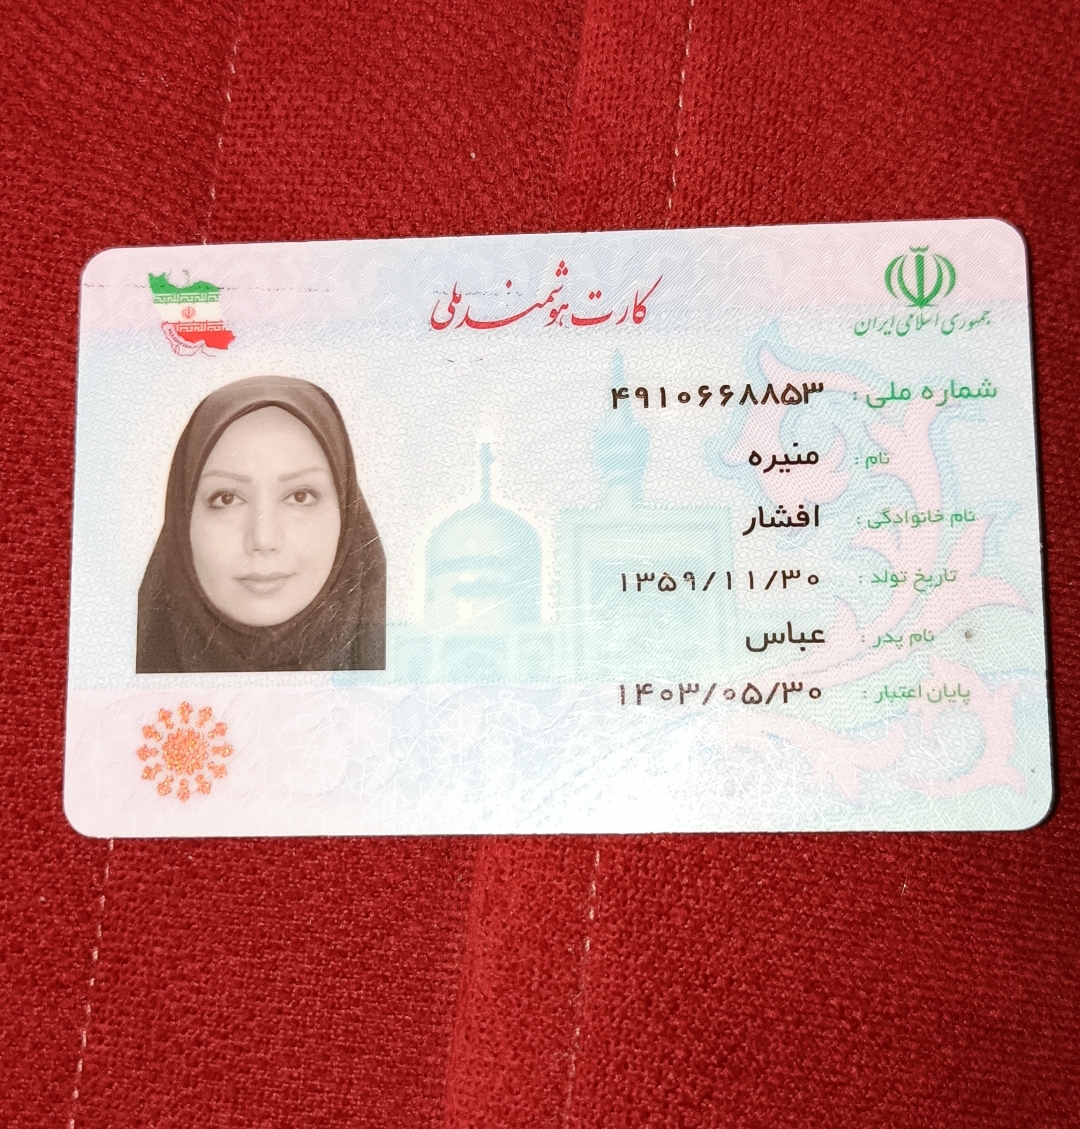 کارت هوشمند ملی
جمهوری اسلامی ایران
شماره ملی : ۴۹۱۰۶۶۸۸۵۳
نام : منیره
نام خانوادگی : افشار
تاریخ تولد : ۱۳۵۹/۱۱/۳۰
نام پدر : عباس
پایان اعتبار : ۱۴۰۳/۰۵/۳۰